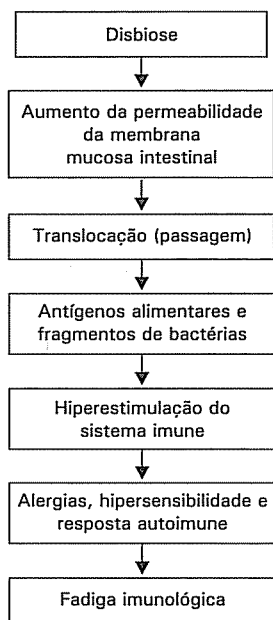 Disbiose
Aumento da permeabilidade
da membrana
mucosa intestinal
Translocação (passagem)
Antígenos alimentares e
fragmentos de bactérias
Hiperestimulação do
sistema imune
Alergias, hipersensibilidade e
resposta autoimune
Fadiga imunológica